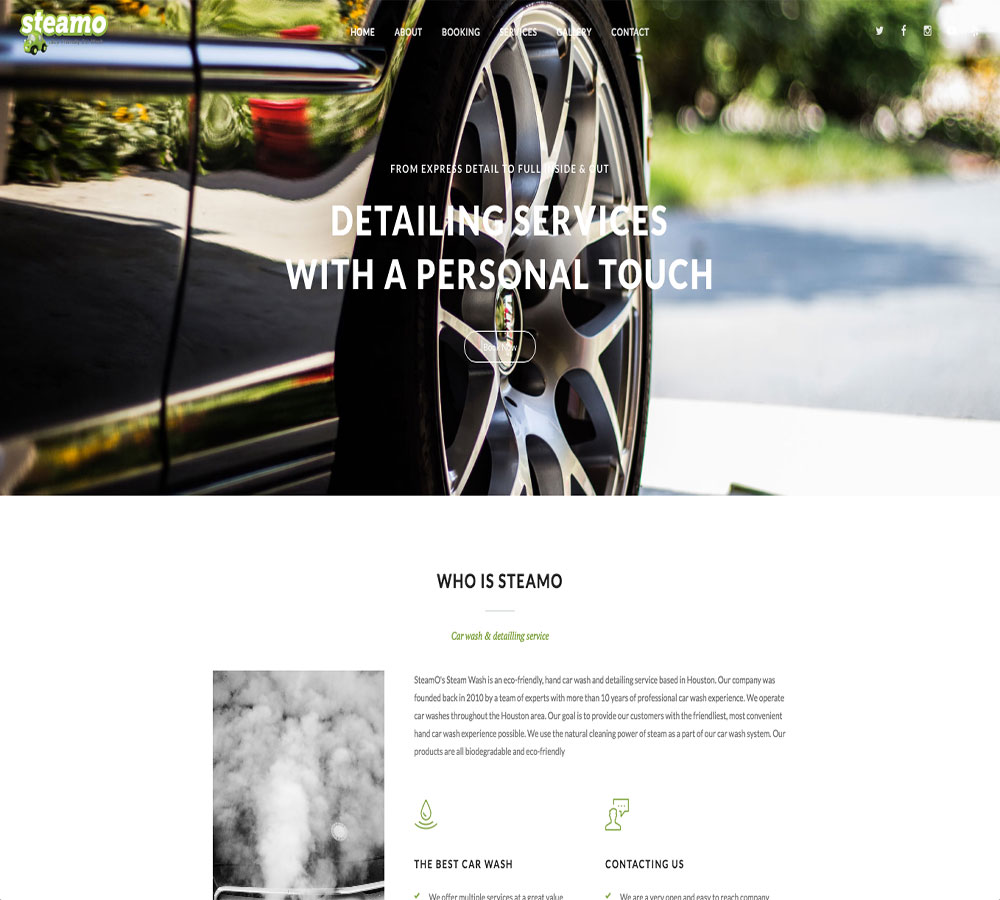 steamo
HOME ABOUT BOOKING SERVICES GALLERY CONTACT
FROM EXPRESS DETAIL TO FULL INSIDE & OUT
DETAILING SERVICES
WITH A PERSONAL TOUCH
Book Now
WHO IS STEAMO
Car wash & detailling service
SteamO's Steam Wash is an eco-friendly, hand car wash and detailing service based in Houston. Our company was
founded back in 2010 by a team of experts with more than 10 years of professional car wash experience. We operate
car washes throughout the Houston area. Our goal is to provide our customers with the friendliest, most convenient
hand car wash experience possible. We use the natural cleaning power of steam as a part of our car wash system. Our
products are all biodegradable and eco-friendly
THE BEST CAR WASH
CONTACTING US
We offer multiple services at a great value
We are a very open and easy to reach company